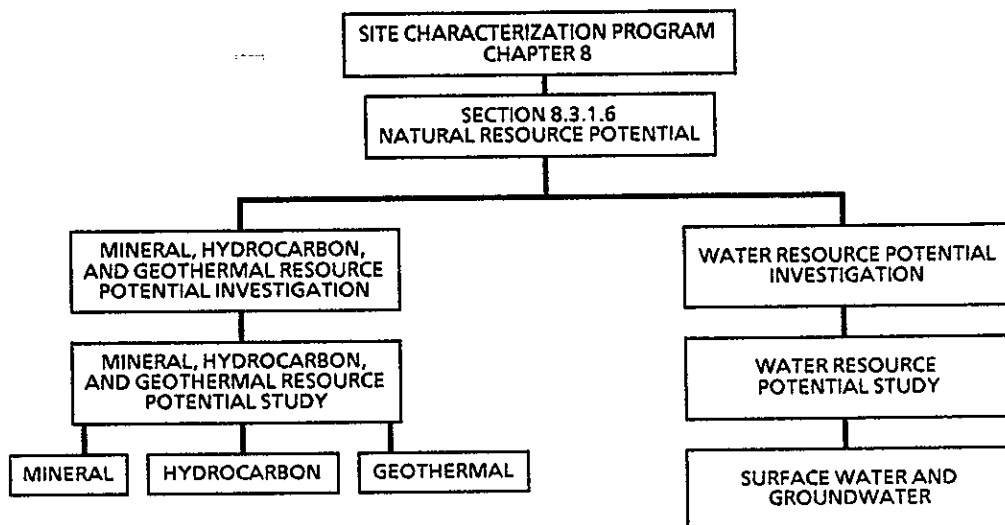 SITE CHARACTERIZATION PROGRAM
CHAPTER 8
SECTION 8.3.1.6
NATURAL RESOURCE POTENTIAL
MINERAL, HYDROCARBON,
AND GEOTHERMAL RESOURCE
POTENTIAL INVESTIGATION
WATER RESOURCE POTENTIAL
INVESTIGATION
MINERAL, HYDROCARBON,
AND GEOTHERMAL RESOURCE
POTENTIAL STUDY
WATER RESOURCE
POTENTIAL STUDY
MINERAL
HYDROCARBON
GEOTHERMAL
SURFACE WATER AND
GROUNDWATER